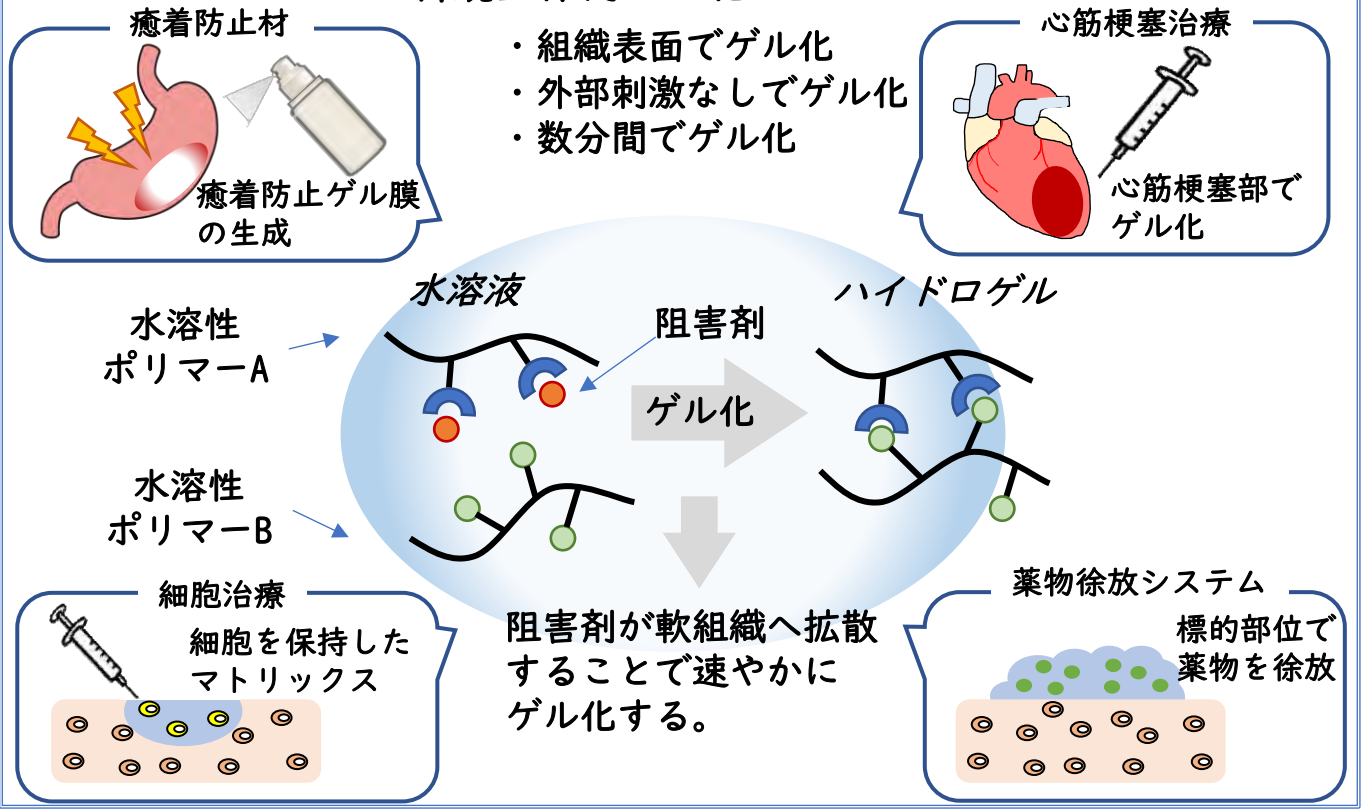 癒着防止材
癒着防止ゲル膜
の生成
・組織表面でゲル化
・外部刺激なしでゲル化
・数分間でゲル化
心筋梗塞治療
心筋梗塞部で
ゲル化
水溶液
ハイドロゲル
水溶性
ポリマーA
阻害剤
ゲル化
水溶性
ポリマーB
細胞治療
細胞を保持した
マトリックス
阻害剤が軟組織へ拡散
することで速やかに
ゲル化する。
薬物徐放システム
標的部位で
薬物を徐放